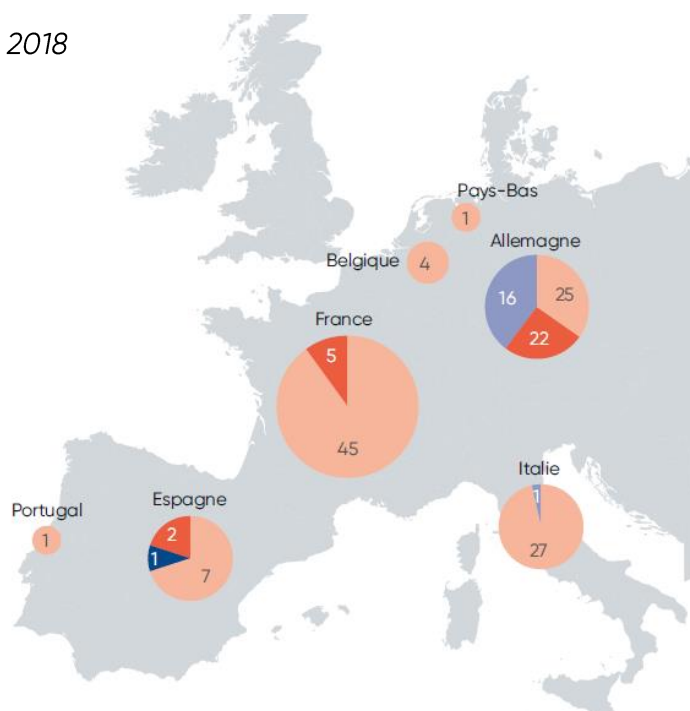 2018
Pays-Bas
1
Allemagne
Belgique
4
16
25
22
France
5
45
Italie
1
27
Portugal
1
Espagne
2
1
7